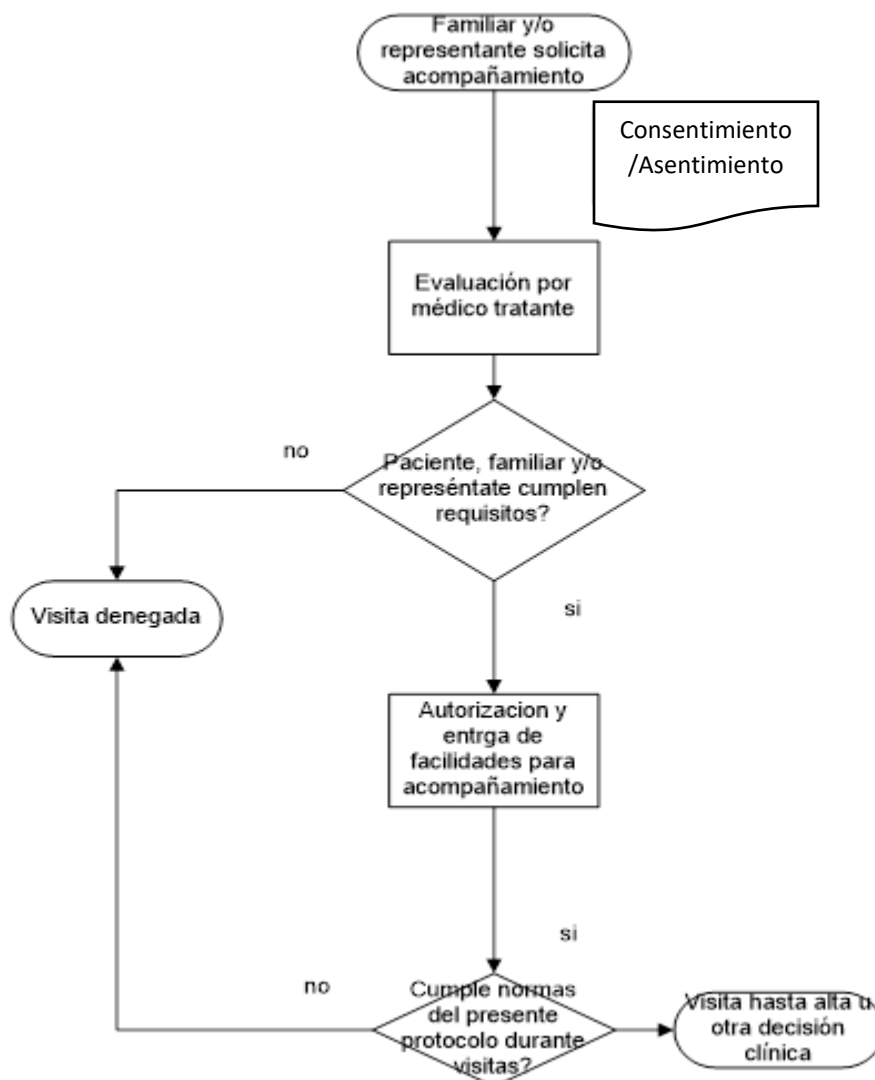 Familiar y/o
representante solicita
acompañamiento
Consentimiento
/Asentimiento
Evaluación por
médico tratante
no
Paciente, familiar y/o
represéntate cumplen
requisitos?
si
Visita denegada
Autorizacion y
entrga de
facilidades para
acompañamiento
si
no
Cumple normas
del presente
protocolo durante
visitas?
Visita hasta alta u
otra decisión
clínica